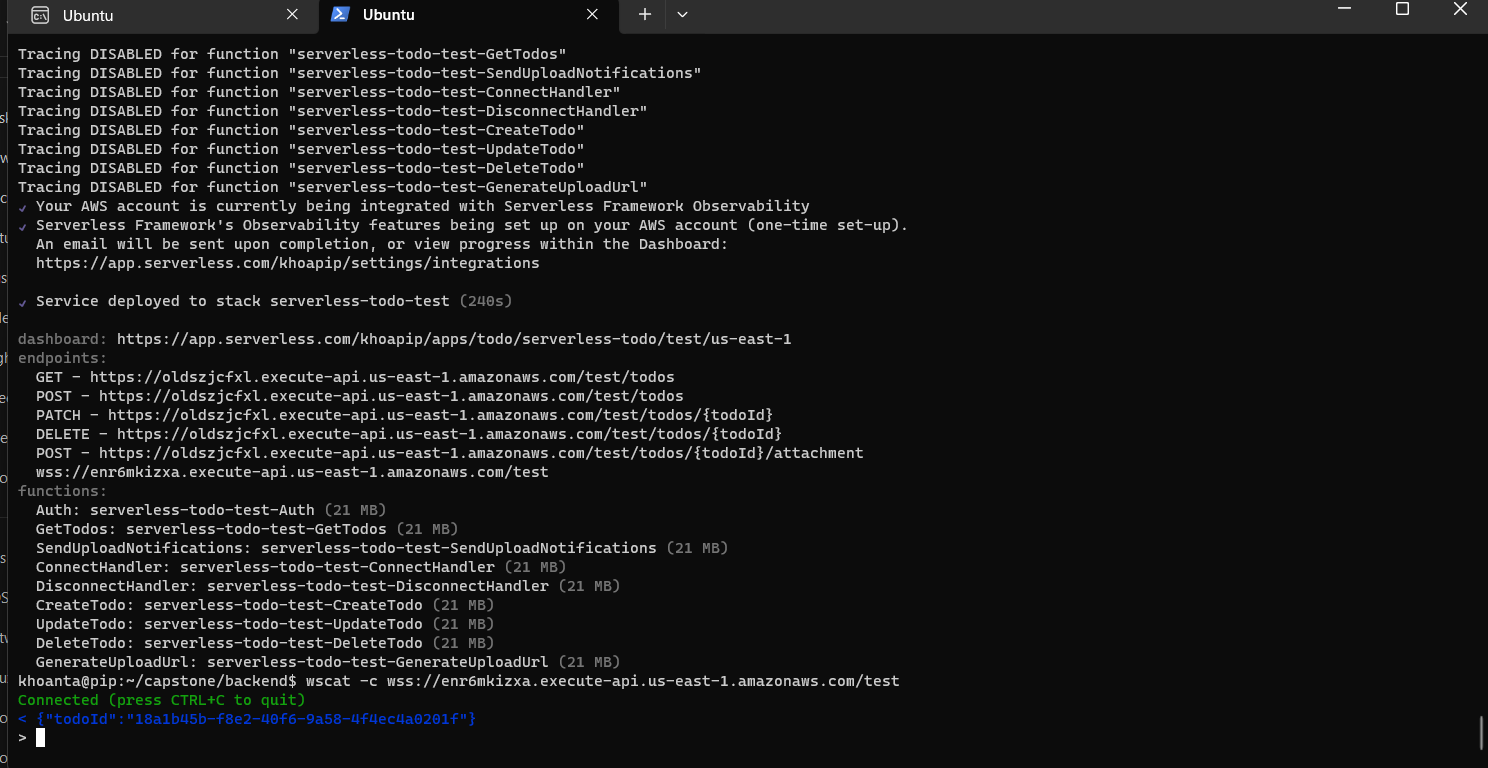 Ubuntu
Ubuntu
Tracing DISABLED for function "serverless-todo-test-GetTodos"
Tracing DISABLED for function "serverless-todo-test-SendUploadNotifications"
Tracing DISABLED for function "serverless-todo-test-ConnectHandler"
Tracing DISABLED for function "serverless-todo-test-DisconnectHandler"
Tracing DISABLED for function "serverless-todo-test-CreateTodo"
Tracing DISABLED for function "serverless-todo-test-UpdateTodo"
Tracing DISABLED for function "serverless-todo-test-DeleteTodo"
Tracing DISABLED for function "serverless-todo-test-GenerateUploadUrl"
✓ Your AWS account is currently being integrated with Serverless Framework Observability
✓ Serverless Framework's Observability features being set up on your AWS account (one-time set-up).
An email will be sent upon completion, or view progress within the Dashboard:
https://app.serverless.com/khoapip/settings/integrations
✓ Service deployed to stack serverless-todo-test (240s)
dashboard: https://app.serverless.com/khoapip/apps/todo/serverless-todo/test/us-east-1
endpoints:
GET - https://oldszjcfxl.execute-api.us-east-1.amazonaws.com/test/todos
POST - https://oldszjcfxl.execute-api.us-east-1.amazonaws.com/test/todos
PATCH - https://oldszjcfxl.execute-api.us-east-1.amazonaws.com/test/todos/{todoId}
DELETE - https://oldszjcfxl.execute-api.us-east-1.amazonaws.com/test/todos/{todoId}
POST - https://oldszjcfxl.execute-api.us-east-1.amazonaws.com/test/todos/{todoId}/attachment
wss://enr6mkizxa.execute-api.us-east-1.amazonaws.com/test
functions:
Auth: serverless-todo-test-Auth (21 MB)
GetTodos: serverless-todo-test-GetTodos (21 MB)
SendUploadNotifications: serverless-todo-test-SendUploadNotifications (21 MB)
ConnectHandler: serverless-todo-test-ConnectHandler (21 MB)
DisconnectHandler: serverless-todo-test-DisconnectHandler (21 MB)
CreateTodo: serverless-todo-test-CreateTodo (21 MB)
UpdateTodo: serverless-todo-test-UpdateTodo (21 MB)
DeleteTodo: serverless-todo-test-DeleteTodo (21 MB)
GenerateUploadUrl: serverless-todo-test-GenerateUploadUrl (21 MB)
khoanta@pip:~/capstone/backend$ wscat -c wss://enr6mkizxa.execute-api.us-east-1.amazonaws.com/test
Connected (press CTRL+C to quit)
< {"todoId":"18a1b45b-f8e2-40f6-9a58-4f4ec4a0201f"}
>